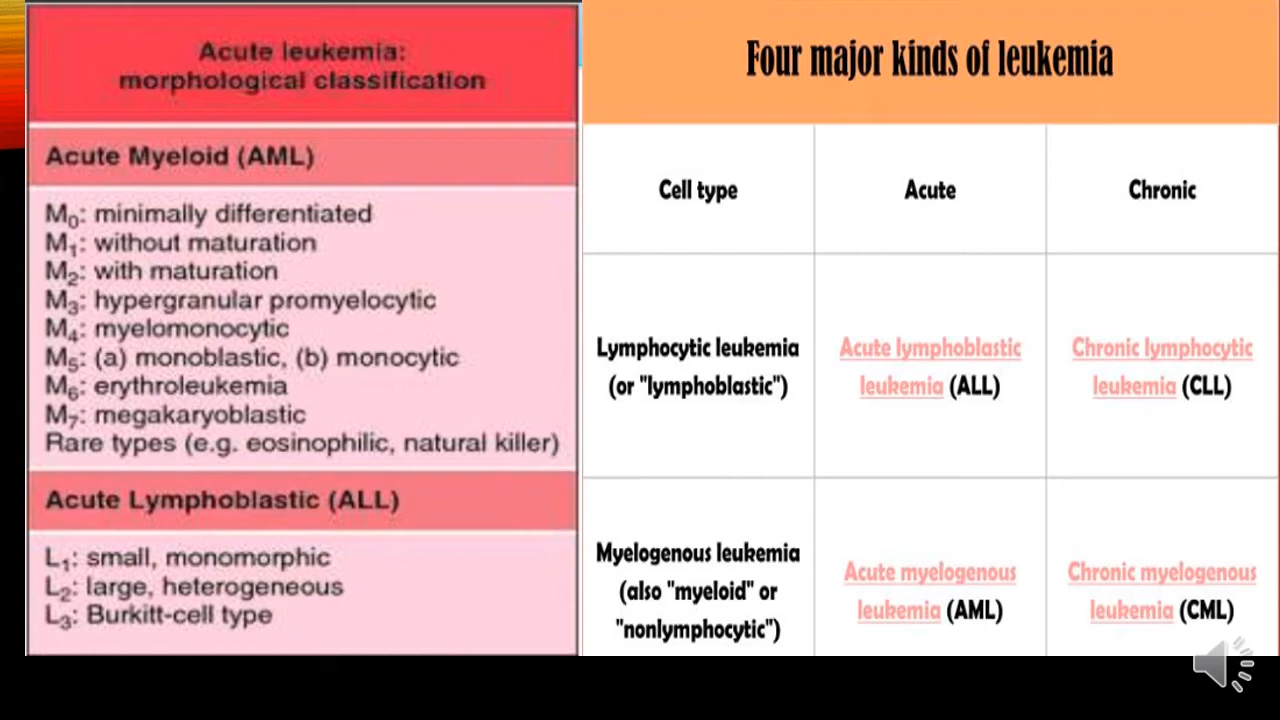 Acute leukemia:
morphological classification
Acute Myeloid (AML)
M₀: minimally differentiated
M₁: without maturation
M₂: with maturation
M₃: hypergranular promyelocytic
M₄: myelomonocytic
M₅: (a) monoblastic, (b) monocytic
M₆: erythroleukemia
M₇: megakaryoblastic
Rare types (e.g. eosinophilic, natural killer)
Acute Lymphoblastic (ALL)
L₁: small, monomorphic
L₂: large, heterogeneous
L₃: Burkitt-cell type
Four major kinds of leukemia
Cell type
Acute
Chronic
Lymphocytic leukemia
(or "lymphoblastic")
Acute lymphoblastic
leukemia (ALL)
Chronic lymphocytic
leukemia (CLL)
Myelogenous leukemia
(also "myeloid" or
"nonlymphocytic")
Acute myelogenous
leukemia (AML)
Chronic myelogenous
leukemia (CML)